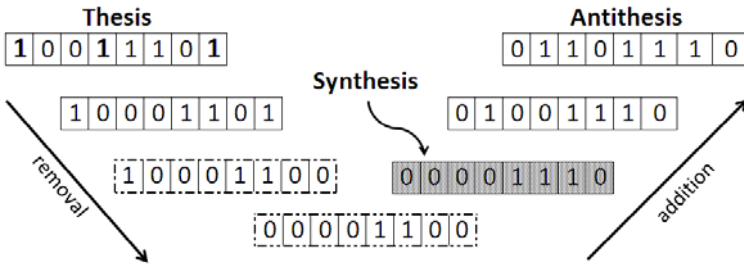 Thesis Antithesis
1 0 0 1 1 1 0 1 0 1 1 0 1 1 1 0
Synthesis
1 0 0 0 1 1 0 1 0 1 0 0 1 1 1 0
removal 1 0 0 0 1 1 0 0 0 0 0 0 1 1 1 0 addition
0 0 0 0 1 1 0 0